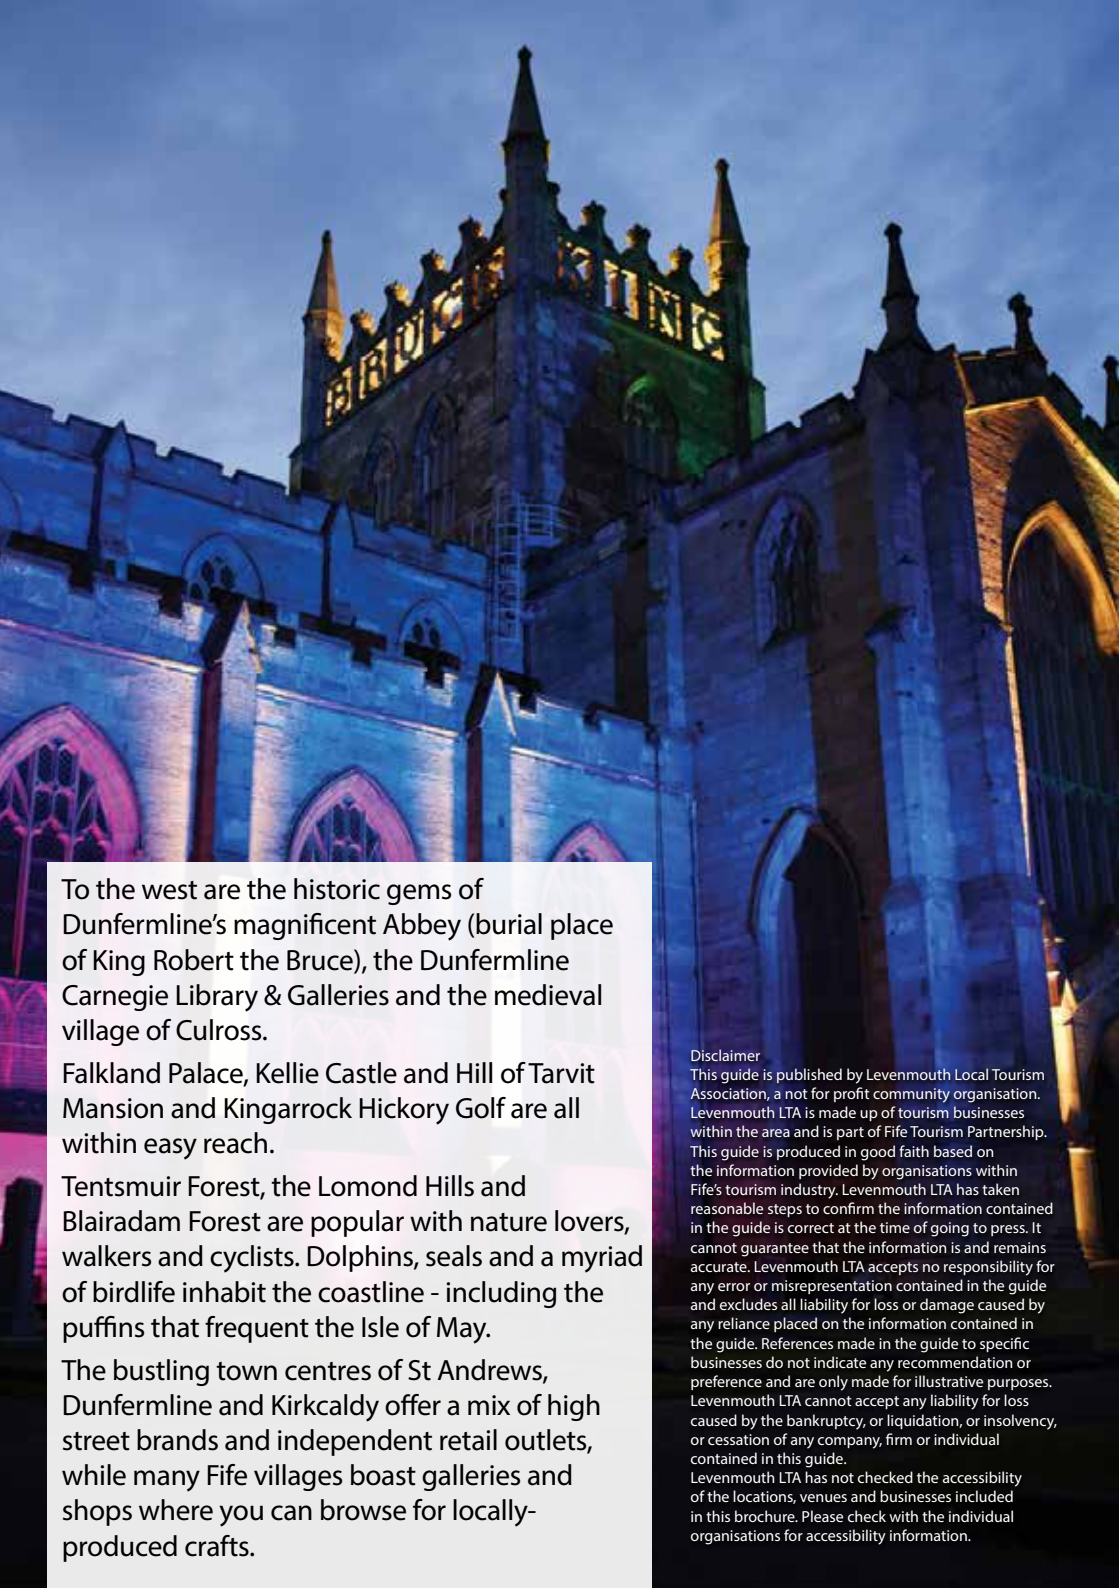 BRUCE KING
To the west are the historic gems of
Dunfermline’s magnificent Abbey (burial place
of King Robert the Bruce), the Dunfermline
Carnegie Library & Galleries and the medieval
village of Culross.
Falkland Palace, Kellie Castle and Hill of Tarvit
Mansion and Kingarrock Hickory Golf are all
within easy reach.
Tentsmuir Forest, the Lomond Hills and
Blairadam Forest are popular with nature lovers,
walkers and cyclists. Dolphins, seals and a myriad
of birdlife inhabit the coastline - including the
puffins that frequent the Isle of May.
The bustling town centres of St Andrews,
Dunfermline and Kirkcaldy offer a mix of high
street brands and independent retail outlets,
while many Fife villages boast galleries and
shops where you can browse for locally-
produced crafts.
Disclaimer
This guide is published by Levenmouth Local Tourism
Association, a not for profit community organisation.
Levenmouth LTA is made up of tourism businesses
within the area and is part of Fife Tourism Partnership.
This guide is produced in good faith based on
the information provided by organisations within
Fife’s tourism industry. Levenmouth LTA has taken
reasonable steps to confirm the information contained
in the guide is correct at the time of going to press. It
cannot guarantee that the information is and remains
accurate. Levenmouth LTA accepts no responsibility for
any error or misrepresentation contained in the guide
and excludes all liability for loss or damage caused by
any reliance placed on the information contained in
the guide. References made in the guide to specific
businesses do not indicate any recommendation or
preference and are only made for illustrative purposes.
Levenmouth LTA cannot accept any liability for loss
caused by the bankruptcy, or liquidation, or insolvency,
or cessation of any company, firm or individual
contained in this guide.
Levenmouth LTA has not checked the accessibility
of the locations, venues and businesses included
in this brochure. Please check with the individual
organisations for accessibility information.